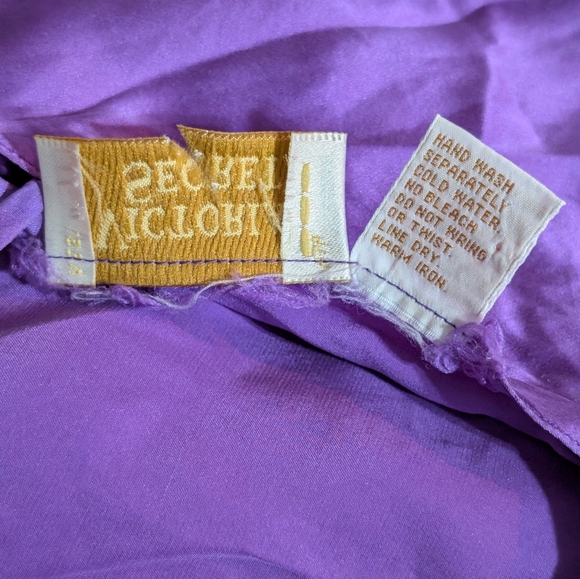 VICTORIA
SECRET
HAND WASH
SEPARATELY
COLD WATER
NO BLEACH
DO NOT WRING
OR TWIST.
LINE DRY.
WARM IRON.